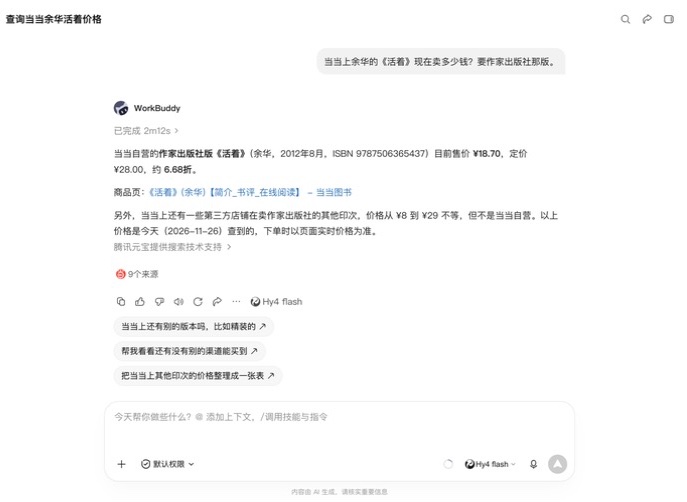 查询当当余华活着价格
当当上余华的《活着》现在卖多少钱？要作家出版社那版。
WorkBuddy
已完成 2m12s >
当当自营的作家出版社版《活着》（余华，2012年8月，ISBN 9787506365437）目前售价 ¥18.70，定价
¥28.00，约 6.68折。
商品页：《活着》(余华)【简介_书评_在线阅读】 - 当当图书
另外，当当上还有一些第三方店铺在卖作家出版社的其他印次，价格从 ¥8 到 ¥29 不等，但不是当当自营。以上
价格是今天（2026-11-26）查到的，下单时以页面实时价格为准。
腾讯元宝提供搜索技术支持 >
9个来源
Hy4 flash
当当上还有别的版本吗，比如精装的 ↗
帮我看看还有没有别的渠道能买到 ↗
把当当上其他印次的价格整理成一张表 ↗
今天帮你做些什么？@ 添加上下文，/调用技能与指令
默认权限
Hy4 flash
内容由 AI 生成，请核实重要信息